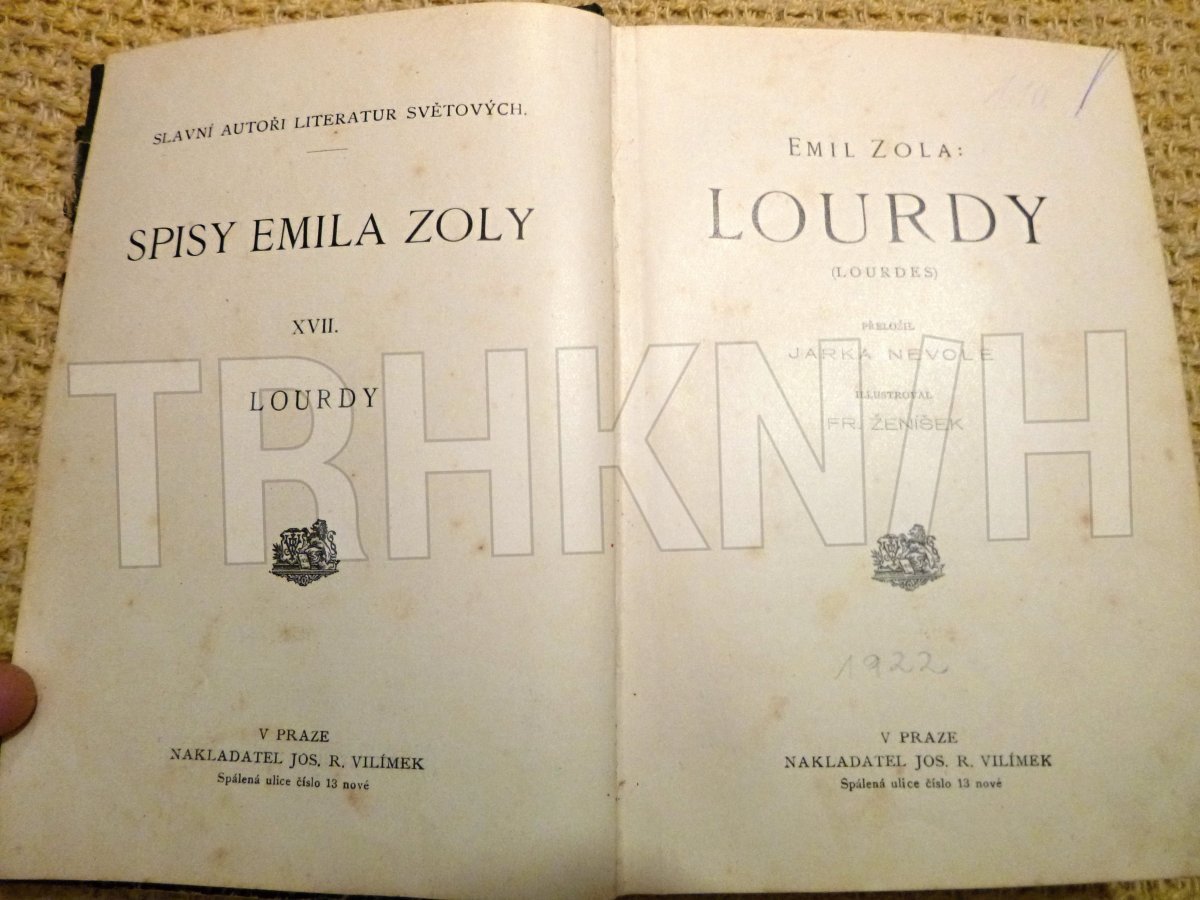 SLAVNÍ AUTOŘI LITERATUR SVĚTOVÝCH.
SPISY EMILA ZOLY
XVII.
LOURDY
V PRAZE
NAKLADATEL JOS. R. VILÍMEK
Spálená ulice číslo 13 nové
EMIL ZOLA:
LOURDY
(LOURDES)
PŘELOŽIL
JARKA NEVOLE
ILLUSTROVAL
FR. ŽENÍŠEK
1922
V PRAZE
NAKLADATEL JOS. R. VILÍMEK
Spálená ulice číslo 13 nové
TRHKNIH